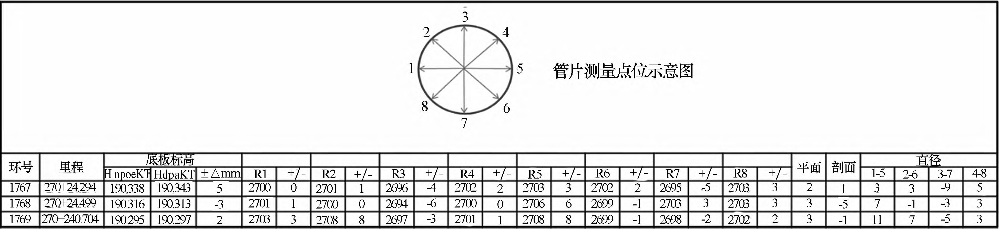 3
2 4
1 5
管片测量点位示意图
8 6
7
环号 里程 底板标高 平面 剖面 直径
HnpoeKT HdpaKT ±△mm R1 +/- R2 +/- R3 +/- R4 +/- R5 +/- R6 +/- R7 +/- R8 +/- 1-5 2-6 3-7 4-8
1767 270+24.294 190.338 190.343 5 2700 0 2701 1 2696 -4 2702 2 2703 3 2702 2 2695 -5 2703 3 2 1 3 3 -9 5
1768 270+24.499 190.316 190.313 -3 2701 1 2700 0 2694 -6 2700 0 2706 6 2699 -1 2703 3 2703 3 3 -5 7 -1 -3 3
1769 270+240.704 190.295 190.297 2 2703 3 2708 8 2697 -3 2701 1 2708 8 2699 -1 2698 -2 2702 2 3 -1 11 7 -5 3